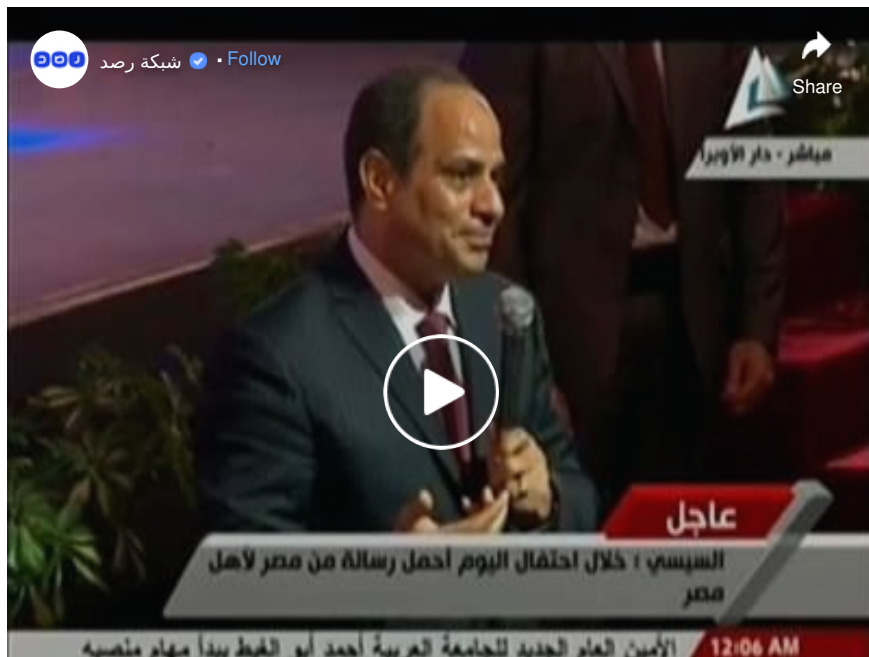 شبكة رصد · Follow
Share
مباشر - دار الأوبرا
عاجل
السيسي : خلال احتفال اليوم أحمل رسالة من مصر لأهل
مصر
12:06 AM الأمين العام الجديد للجامعة العربية أحمد أبو الغيط يبدأ مهام منصبه